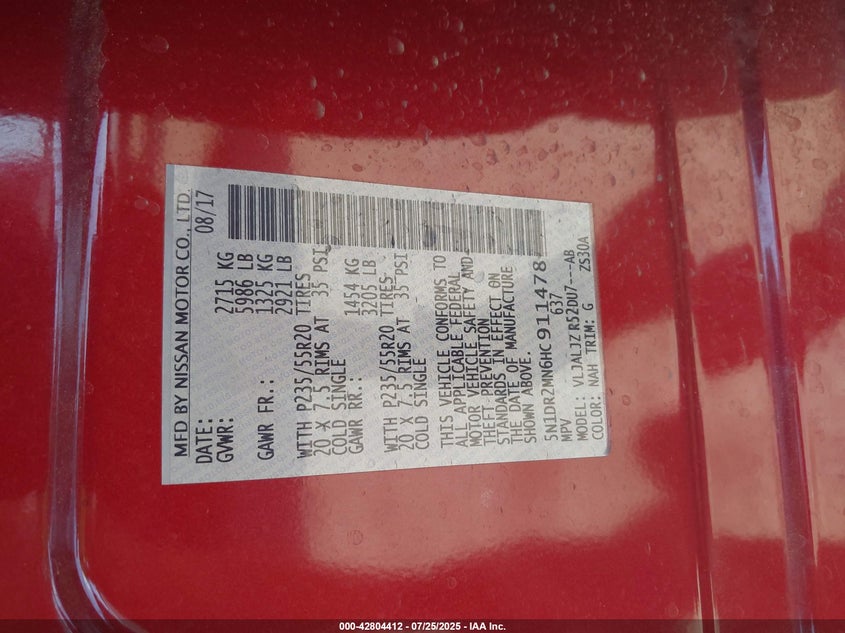 MFD BY NISSAN MOTOR CO., LTD.
DATE: 08/17
GVWR: 2715 KG
5986 LB
GAWR FR.: 1325 KG
2921 LB
WITH P235/55R20 TIRES
20 X 7.5 RIMS AT 35 PSI
COLD SINGLE
GAWR RR.: 1454 KG
3205 LB
WITH P235/55R20 TIRES
20 X 7.5 RIMS AT 35 PSI
COLD SINGLE
THIS VEHICLE CONFORMS TO
ALL APPLICABLE FEDERAL
MOTOR VEHICLE SAFETY AND
THEFT PREVENTION
STANDARDS IN EFFECT ON
THE DATE OF MANUFACTURE
SHOWN ABOVE.
5N1DR2MN6HC911478
MPV 637
MODEL: VLJALJZ R52DU7---AB
COLOR: NAH TRIM: G ZS30A
000-42804412 - 07/25/2025 - IAA Inc.